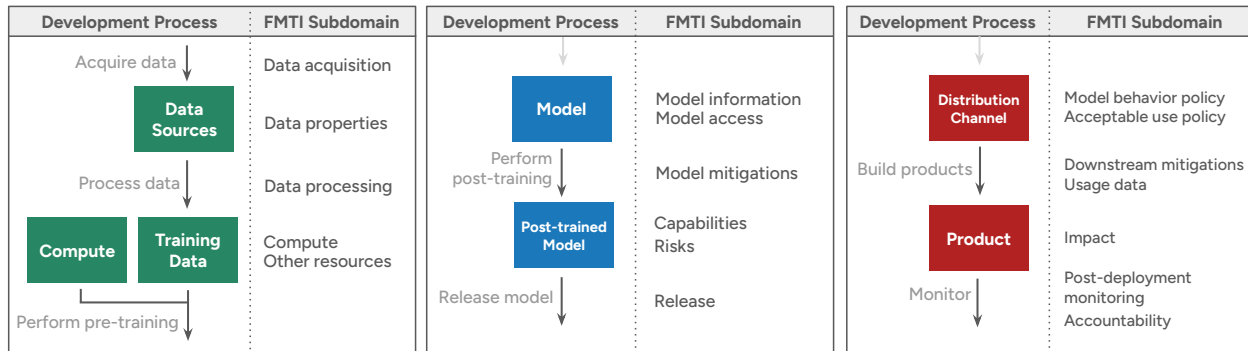 Development Process
FMTI Subdomain
Acquire data
Data acquisition
Data
Sources
Data properties
Process data
Data processing
Compute
Training
Data
Compute
Other resources
Perform pre-training
Development Process
FMTI Subdomain
Model
Model information
Model access
Perform
post-training
Model mitigations
Post-trained
Model
Capabilities
Risks
Release model
Release
Development Process
FMTI Subdomain
Distribution
Channel
Model behavior policy
Acceptable use policy
Build products
Downstream mitigations
Usage data
Product
Impact
Monitor
Post-deployment
monitoring
Accountability